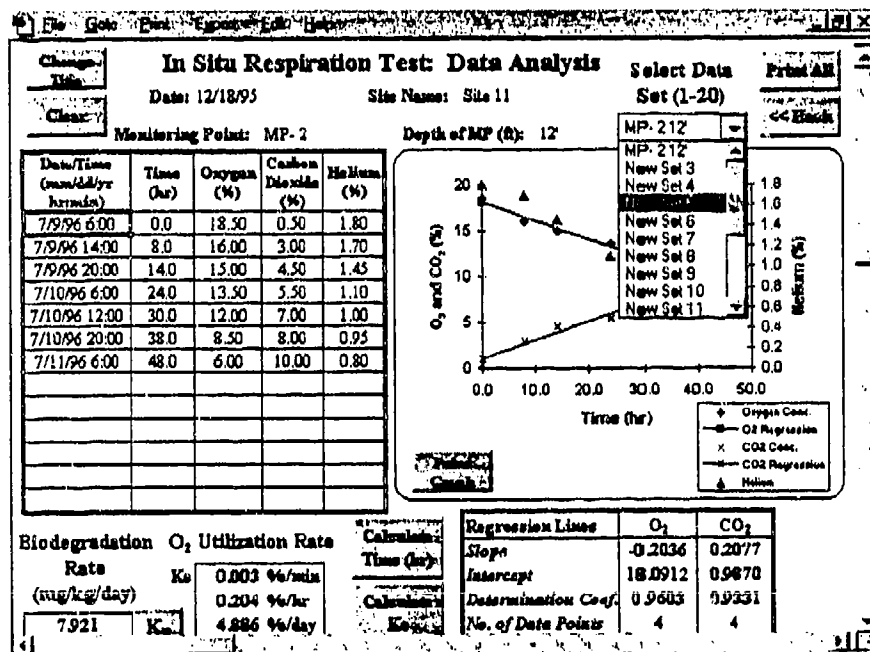 File Goto Print Edit Help
Change Title
In Situ Respiration Test: Data Analysis
Select Data Set (1-20)
Print All
Date: 12/18/95
Site Name: Site 11
Clear
<< Back
Monitoring Point: MP-2
Depth of MP (ft): 12'
MP-212'
MP-212'
New Set 3
New Set 4
New Set 6
New Set 7
New Set 8
New Set 9
New Set 10
New Set 11
Date/Time (mm/dd/yr hr:min) Time (hr) Oxygen (%) Carbon Dioxide (%) Helium (%)
7/9/96 6:00 0.0 18.50 0.50 1.80
7/9/96 14:00 8.0 16.00 3.00 1.70
7/9/96 20:00 14.0 15.00 4.50 1.45
7/10/96 6:00 24.0 13.50 5.50 1.10
7/10/96 12:00 30.0 12.00 7.00 1.00
7/10/96 20:00 38.0 8.50 8.00 0.95
7/11/96 6:00 48.0 6.00 10.00 0.80
O2 and CO2 (%)
20
15
10
5
0
1.8
1.6
1.4
1.2
1.0
0.8
0.6
0.4
0.2
0.0
Helium (%)
0.0 10.0 20.0 30.0 40.0 50.0
Time (hr)
Oxygen Conc.
O2 Regression
CO2 Conc.
CO2 Regression
Helium
Graph
Biodegradation Rate (mg/kg/day)
7.921
O2 Utilization Rate
Ko 0.003 %/min
0.204 %/hr
4.886 %/day
Calculate Time (hr)
Calculate Ko
Regression Lines O2 CO2
Slope -0.2036 0.2077
Intercept 18.0912 0.9870
Determination Coef. 0.9603 0.9331
No. of Data Points 4 4